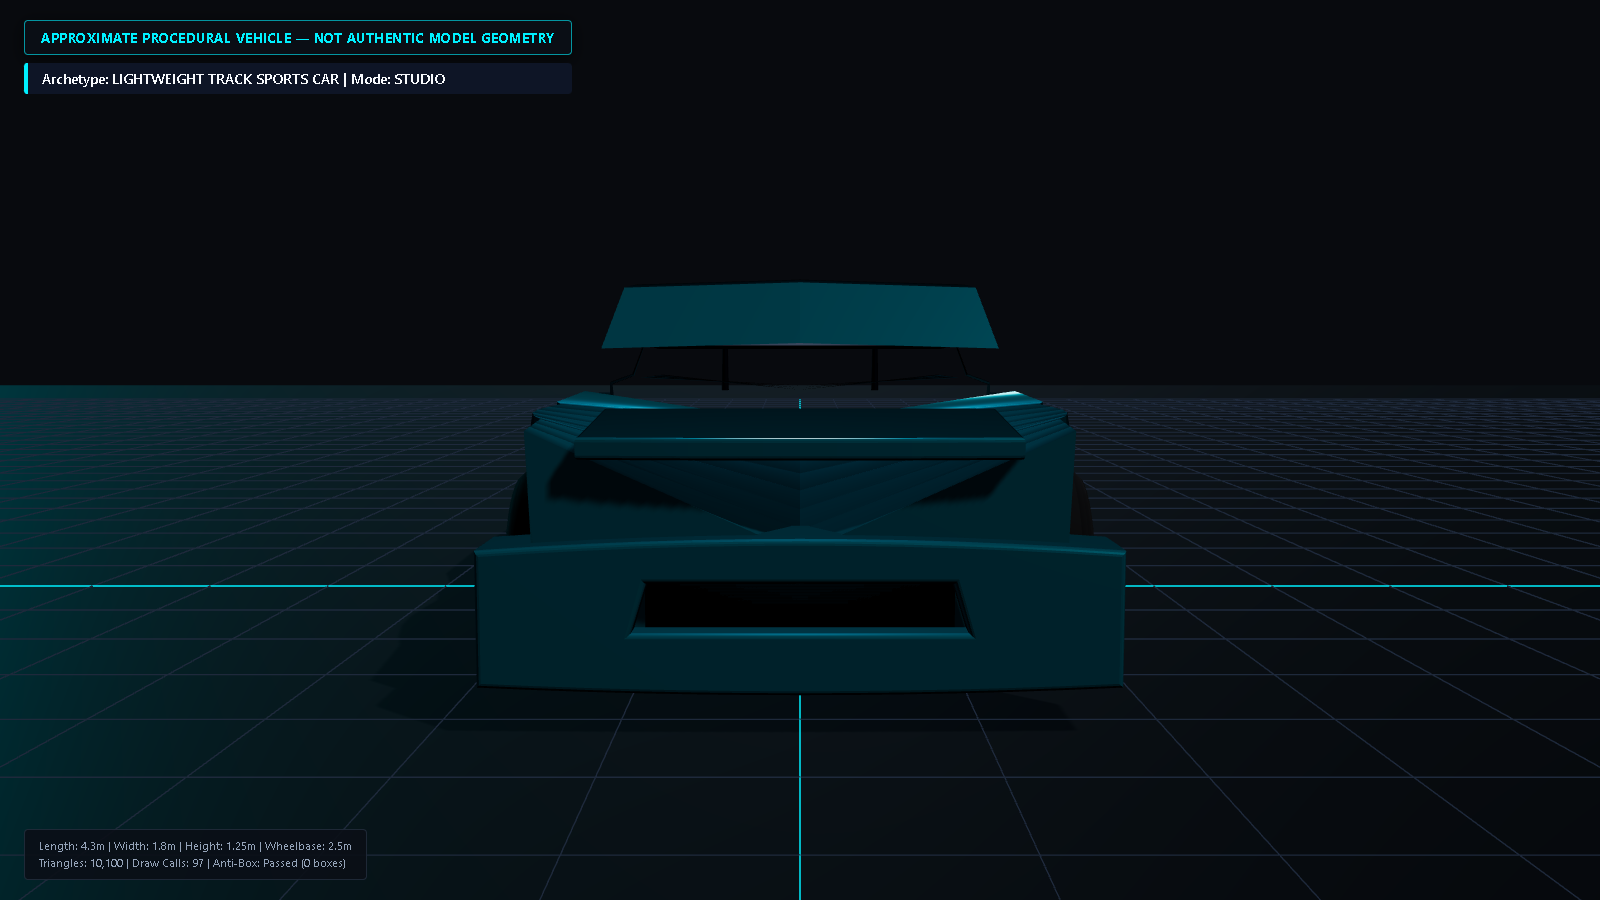 APPROXIMATE PROCEDURAL VEHICLE — NOT AUTHENTIC MODEL GEOMETRY
Archetype: LIGHTWEIGHT TRACK SPORTS CAR | Mode: STUDIO
Length: 4.3m | Width: 1.8m | Height: 1.25m | Wheelbase: 2.5m
Triangles: 10,100 | Draw Calls: 97 | Anti-Box: Passed (0 boxes)